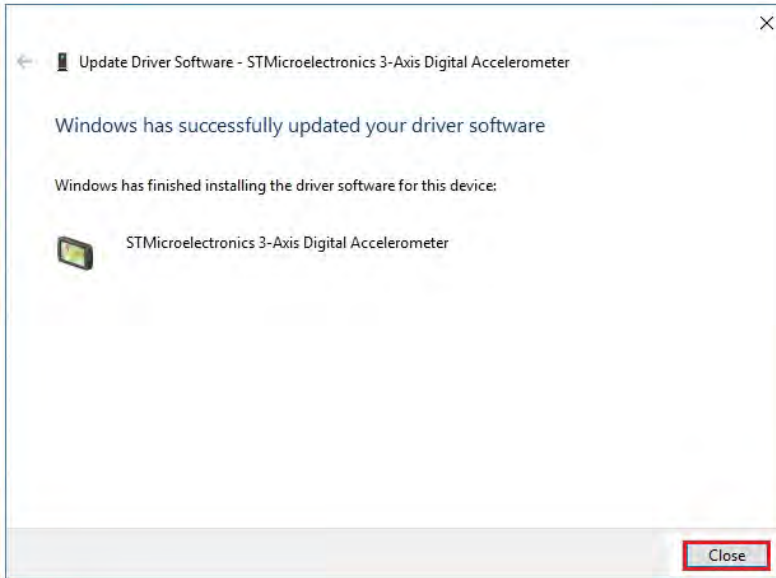 Update Driver Software - STMicroelectronics 3-Axis Digital Accelerometer
Windows has successfully updated your driver software
Windows has finished installing the driver software for this device:
STMicroelectronics 3-Axis Digital Accelerometer
Close